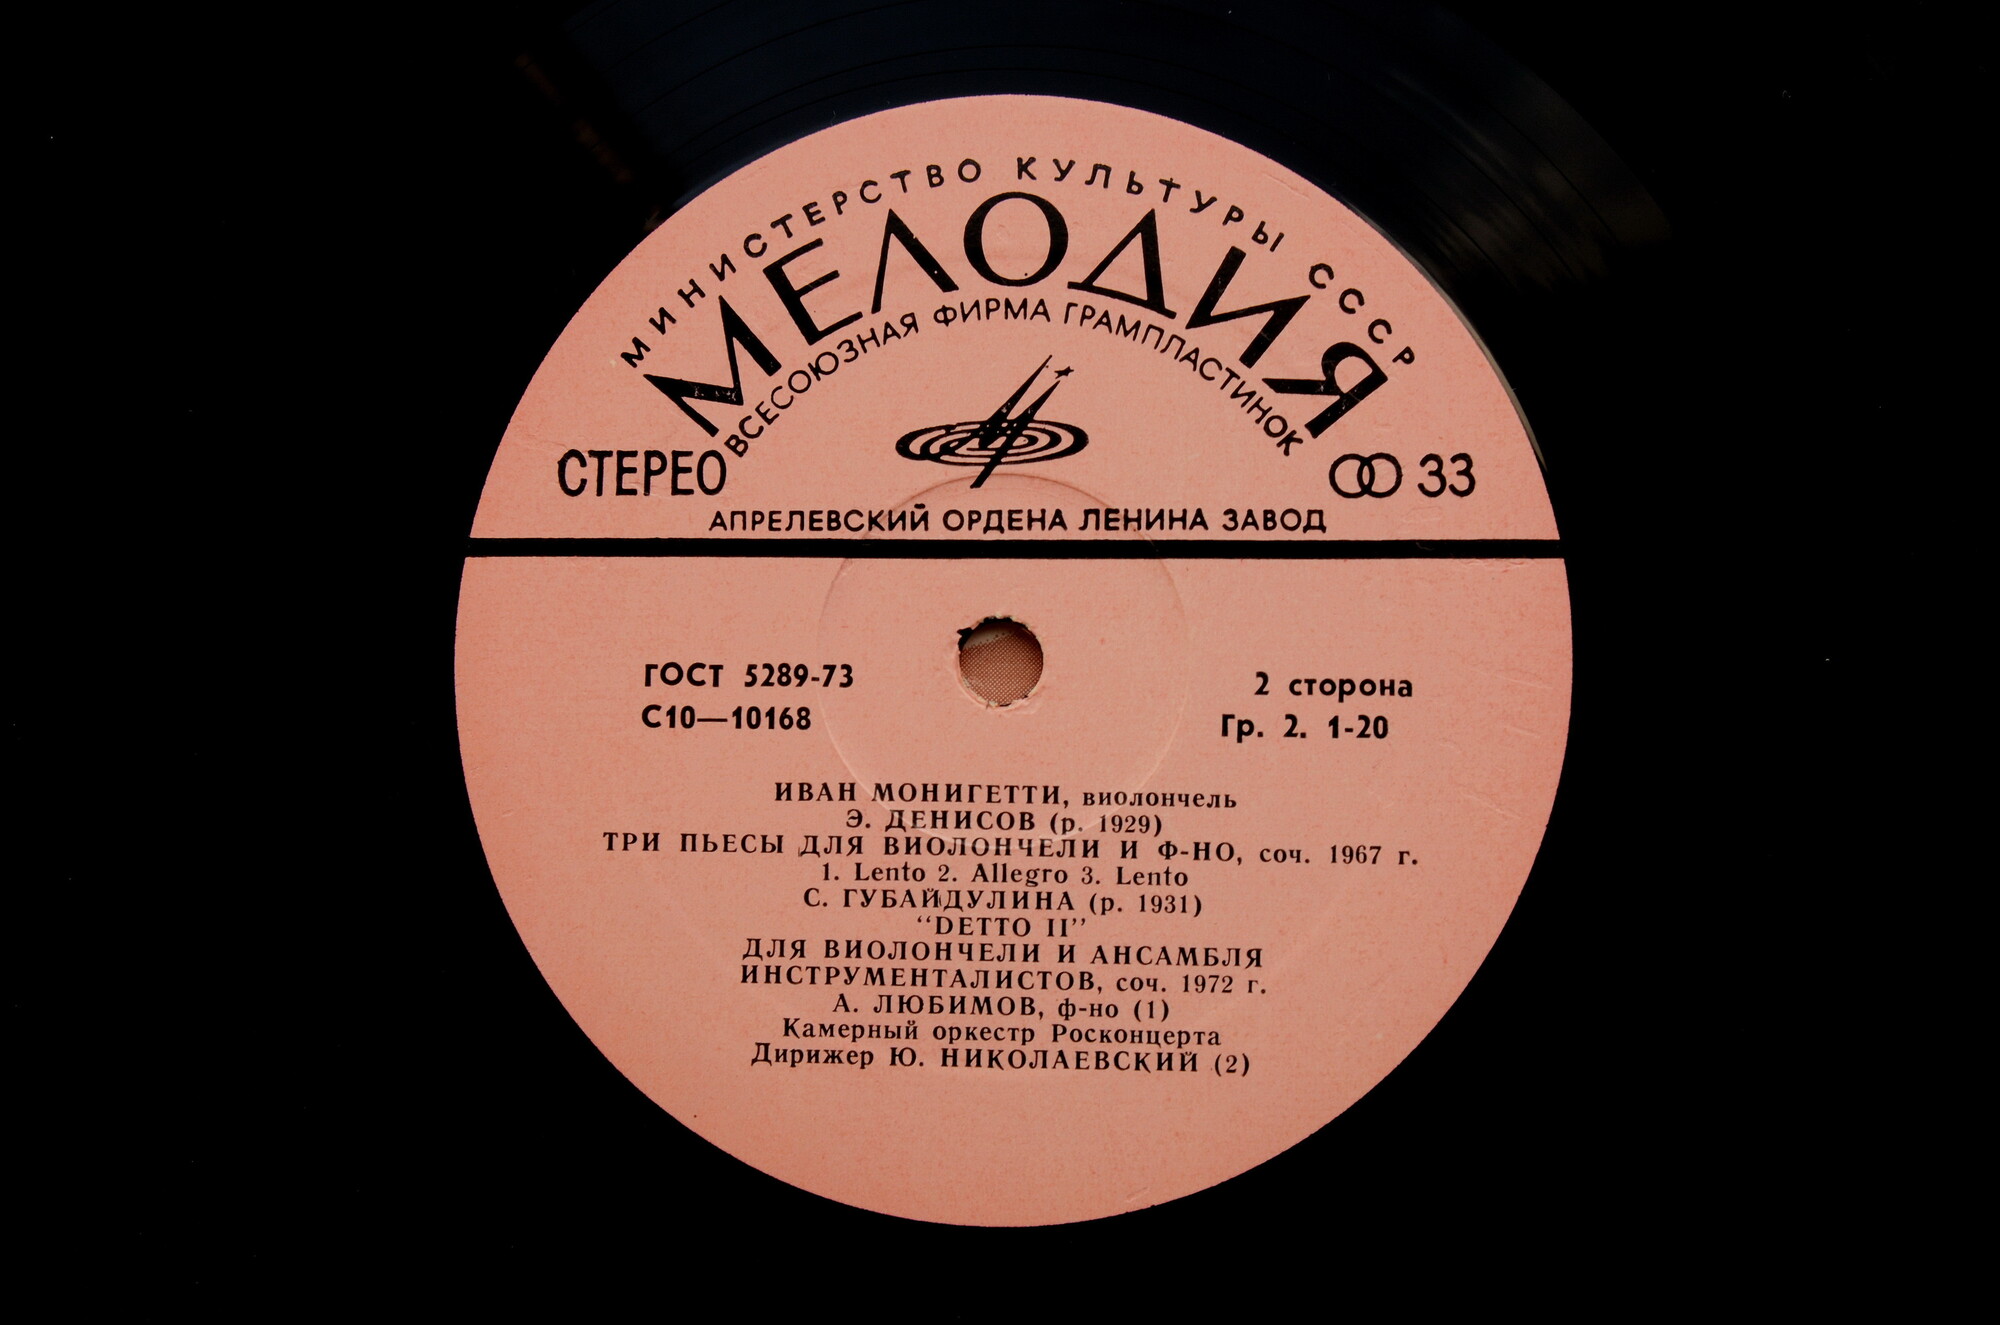 МИНИСТЕРСТВО КУЛЬТУРЫ СССР
МЕЛОДИЯ
ВСЕСОЮЗНАЯ ФИРМА ГРАМПЛАСТИНОК
СТЕРЕО
33
АПРЕЛЕВСКИЙ ОРДЕНА ЛЕНИНА ЗАВОД
ГОСТ 5289-73
2 сторона
С10—10168
Гр. 2. 1-20
ИВАН МОНИГЕТТИ, виолончель
Э. ДЕНИСОВ (р. 1929)
ТРИ ПЬЕСЫ ДЛЯ ВИОЛОНЧЕЛИ И Ф-НО, соч. 1967 г.
1. Lento 2. Allegro 3. Lento
С. ГУБАЙДУЛИНА (р. 1931)
“DETTO II”
ДЛЯ ВИОЛОНЧЕЛИ И АНСАМБЛЯ
ИНСТРУМЕНТАЛИСТОВ, соч. 1972 г.
А. ЛЮБИМОВ, ф-но (1)
Камерный оркестр Росконцерта
Дирижер Ю. НИКОЛАЕВСКИЙ (2)